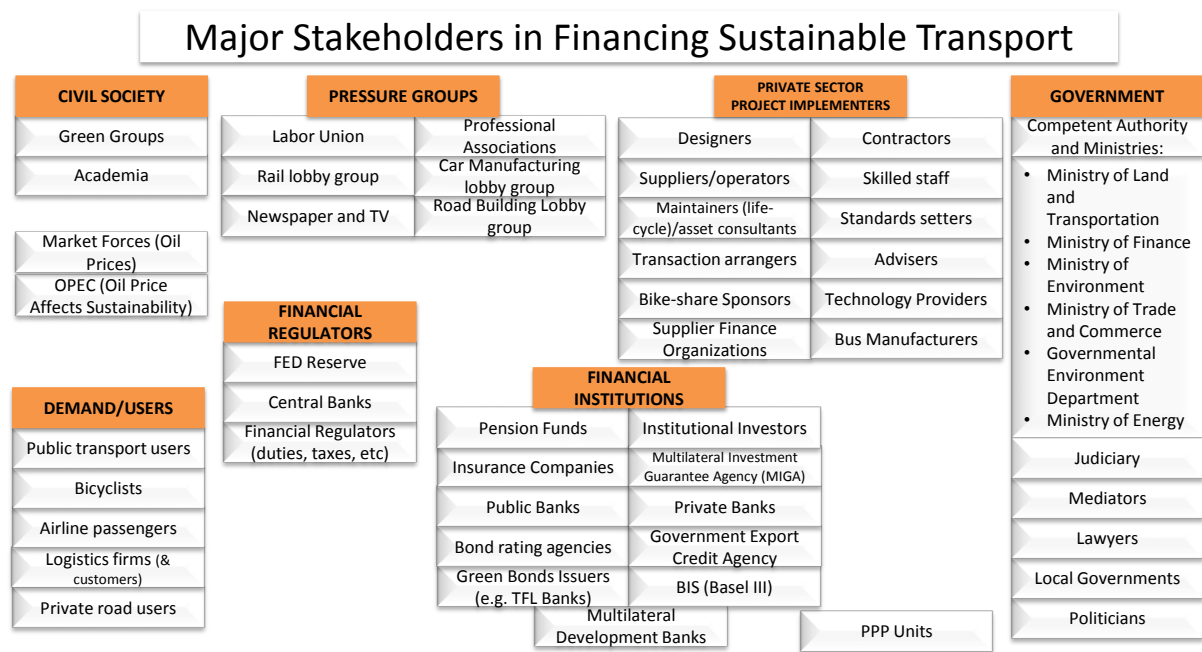 Major Stakeholders in Financing Sustainable Transport
CIVIL SOCIETY
Green Groups
Academia
Market Forces (Oil
Prices)
OPEC (Oil Price
Affects Sustainability)
DEMAND/USERS
Public transport users
Bicyclists
Airline passengers
Logistics firms (&
customers)
Private road users
PRESSURE GROUPS
Labor Union
Professional
Associations
Rail lobby group
Car Manufacturing
lobby group
Newspaper and TV
Road Building Lobby
group
FINANCIAL
REGULATORS
FED Reserve
Central Banks
Financial Regulators
(duties, taxes, etc)
PRIVATE SECTOR
PROJECT IMPLEMENTERS
Designers
Contractors
Suppliers/operators
Skilled staff
Maintainers (life-
cycle)/asset consultants
Standards setters
Transaction arrangers
Advisers
Bike-share Sponsors
Technology Providers
Supplier Finance
Organizations
Bus Manufacturers
FINANCIAL
INSTITUTIONS
Pension Funds
Institutional Investors
Insurance Companies
Multilateral Investment
Guarantee Agency (MIGA)
Public Banks
Private Banks
Bond rating agencies
Government Export
Credit Agency
Green Bonds Issuers
(e.g. TFL Banks)
BIS (Basel III)
Multilateral
Development Banks
PPP Units
GOVERNMENT
Competent Authority
and Ministries:
• Ministry of Land
and
Transportation
• Ministry of Finance
• Ministry of
Environment
• Ministry of Trade
and Commerce
• Governmental
Environment
Department
• Ministry of Energy
Judiciary
Mediators
Lawyers
Local Governments
Politicians